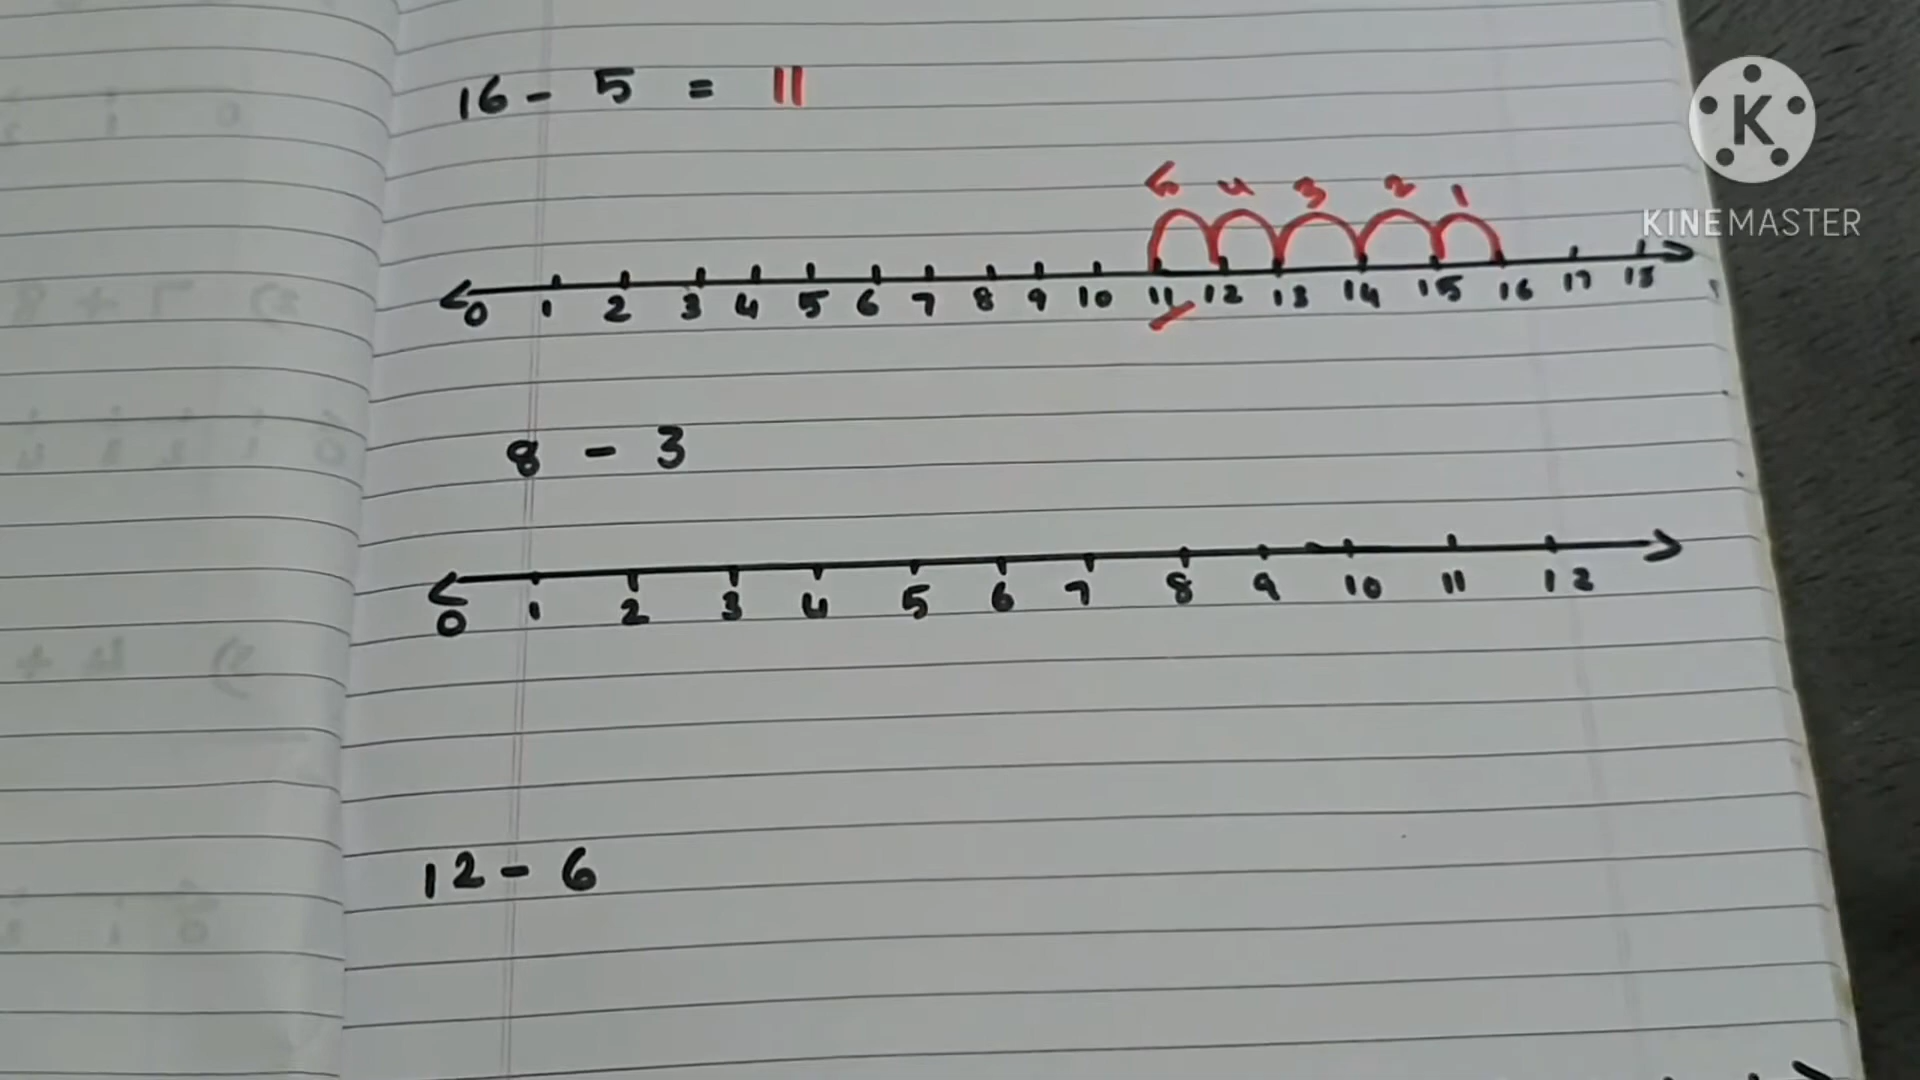 16 - 5 = 11
5 4 3 2 1
0 1 2 3 4 5 6 7 8 9 10 11 12 13 14 15 16 17 18
8 - 3
0 1 2 3 4 5 6 7 8 9 10 11 12
12 - 6
K
KINEMASTER